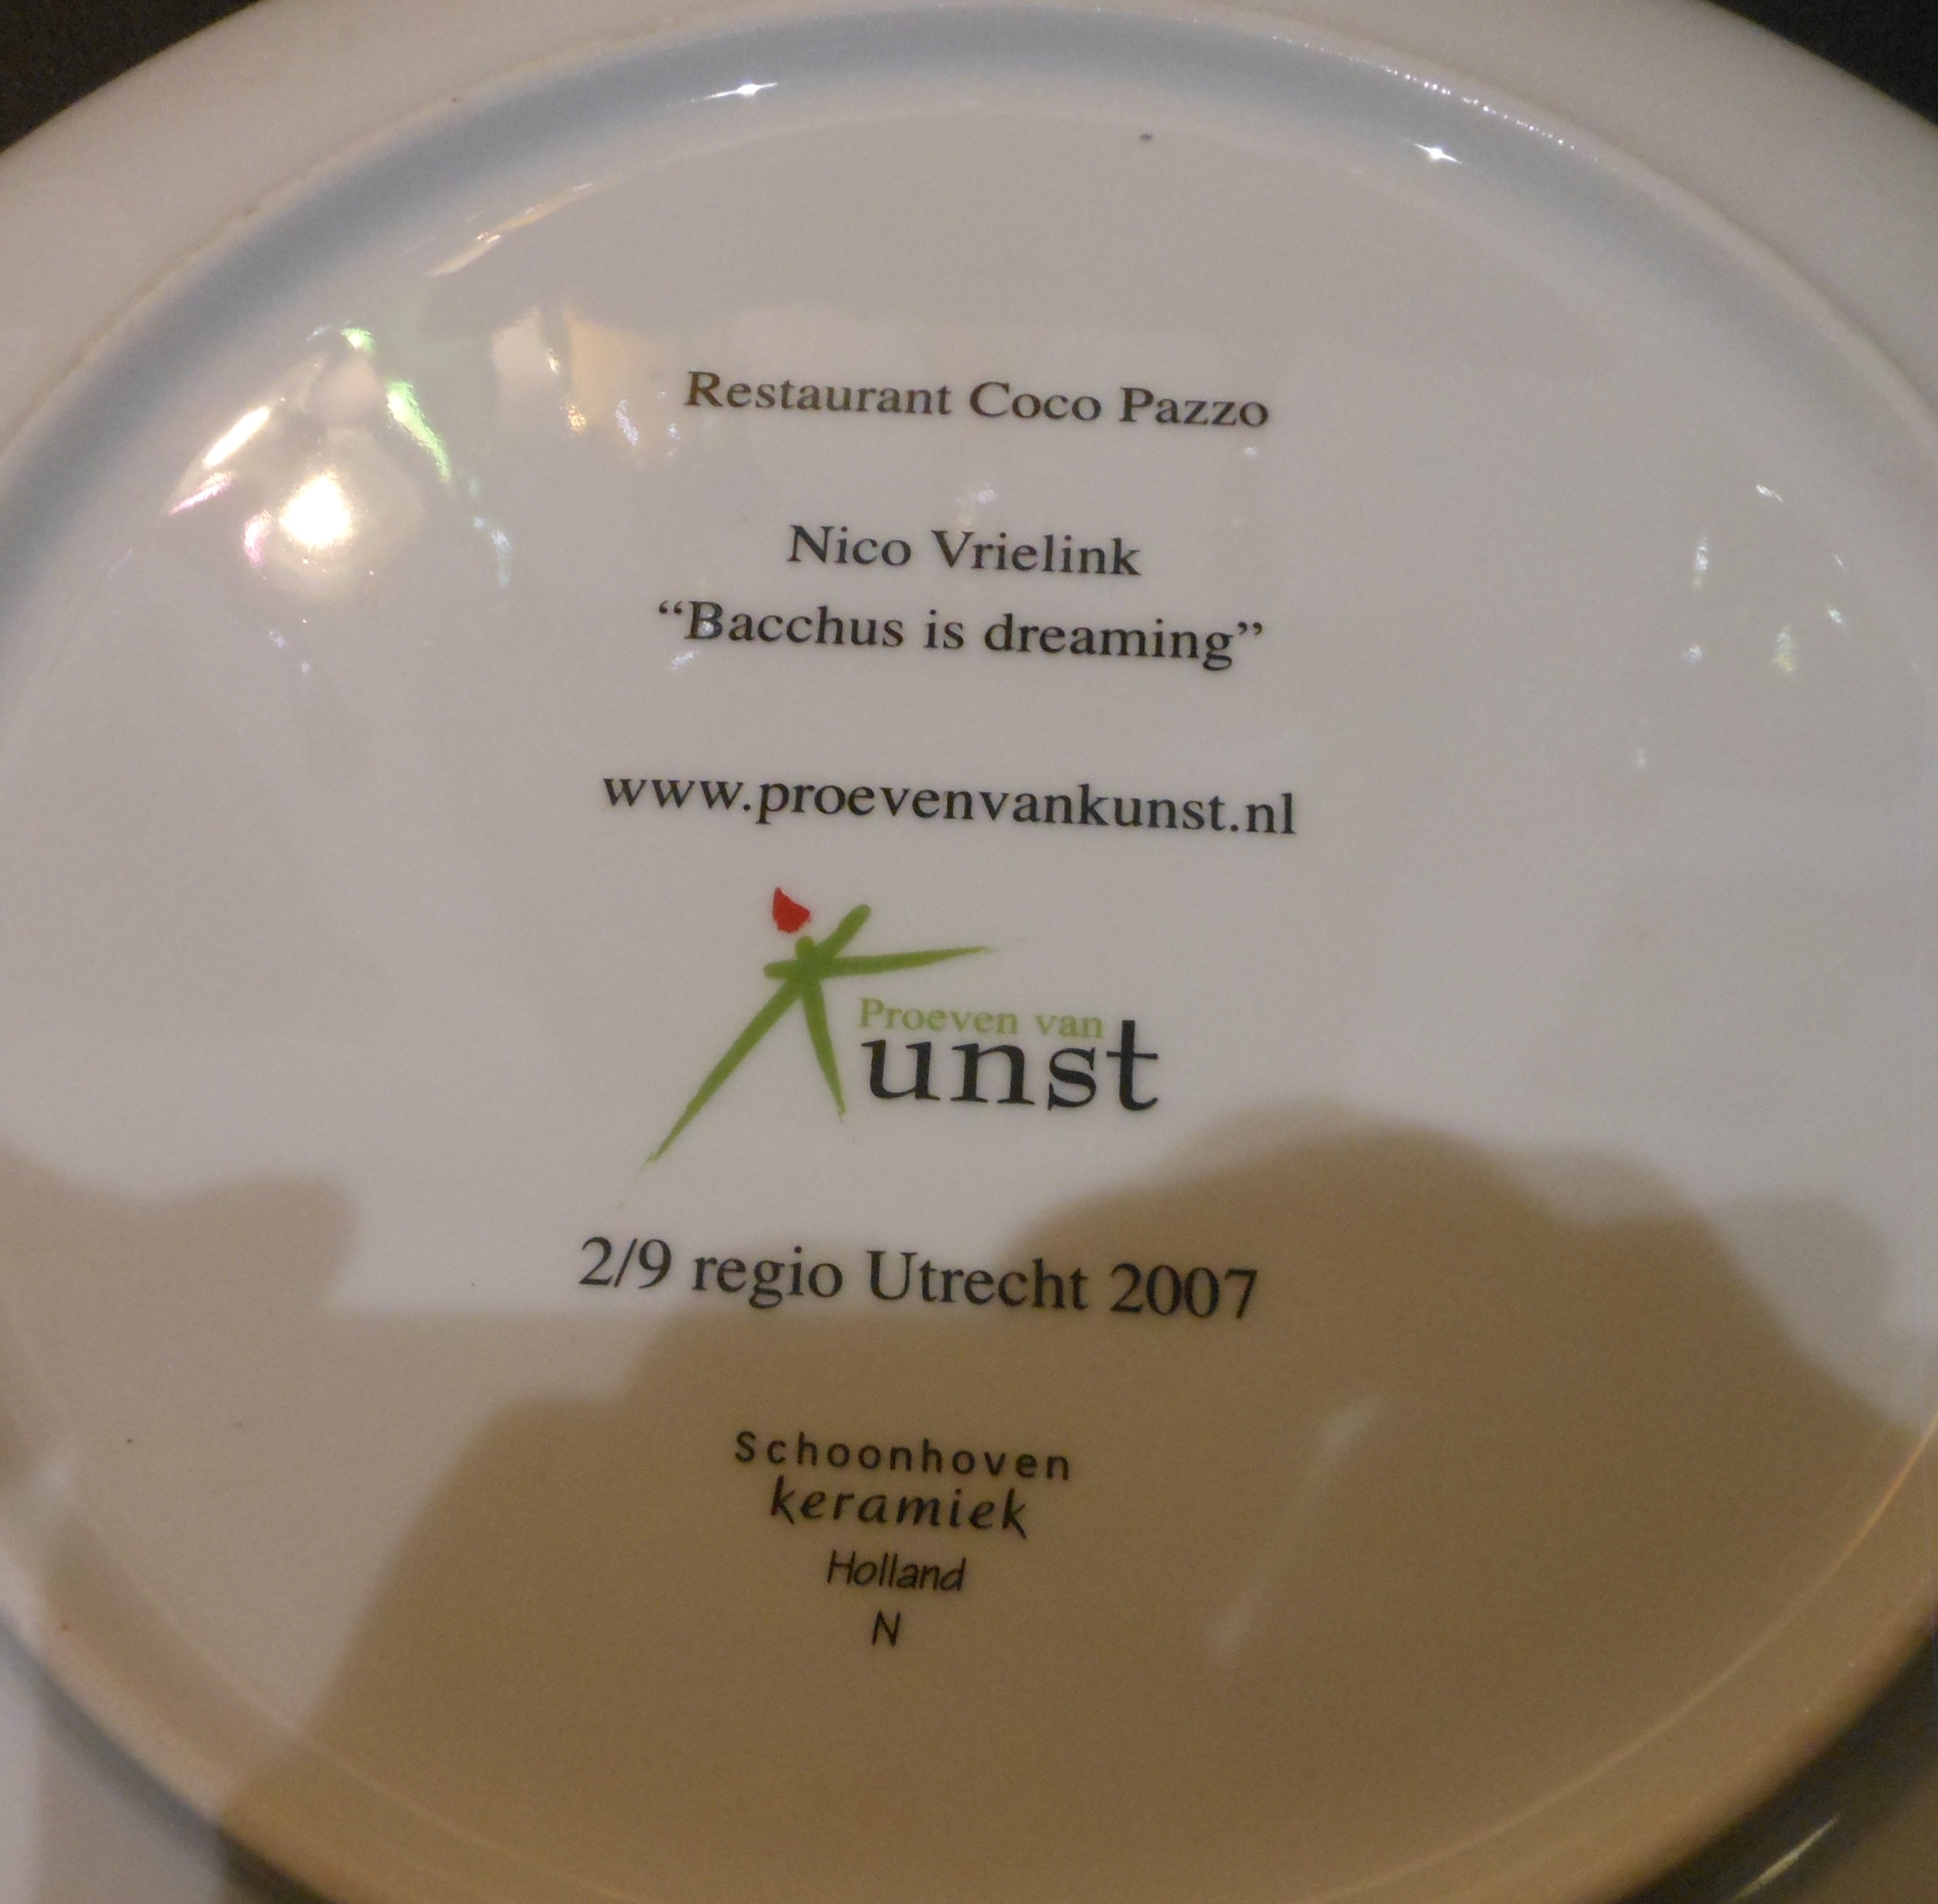 Restaurant Coco Pazzo
Nico Vrielink
“Bacchus is dreaming”
www.proevenvankunst.nl
Proeven van
Kunst
2/9 regio Utrecht 2007
Schoonhoven
keramiek
Holland
N